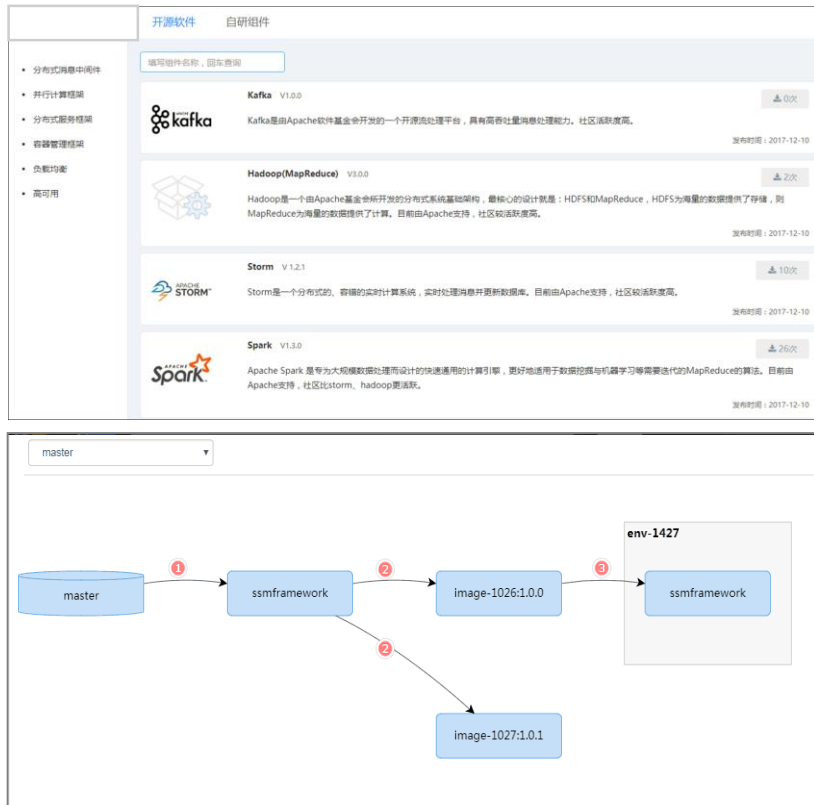 开源软件 自研组件
填写组件名称，回车查询
• 分布式消息中间件
• 并行计算框架
• 分布式服务框架
• 容器管理框架
• 负载均衡
• 高可用
APACHE
kafka
Kafka V1.0.0
0次
Kafka是由Apache软件基金会开发的一个开源流处理平台，具有高吞吐量消息处理能力。社区活跃度高。
发布时间：2017-12-10
Hadoop(MapReduce) V3.0.0
2次
Hadoop是一个由Apache基金会所开发的分布式系统基础架构，最核心的设计就是：HDFS和MapReduce，HDFS为海量的数据提供了存储，则
MapReduce为海量的数据提供了计算。目前由Apache支持，社区较活跃度高。
发布时间：2017-12-10
APACHE
STORM
Storm V 1.2.1
10次
Storm是一个分布式的、容错的实时计算系统，实时处理消息并更新数据库。目前由Apache支持，社区较活跃度高。
发布时间：2017-12-10
APACHE
Spark
Spark V1.3.0
26次
Apache Spark 是专为大规模数据处理而设计的快速通用的计算引擎，更好地适用于数据挖掘与机器学习等需要迭代的MapReduce的算法。目前由
Apache支持，社区比storm、hadoop更活跃。
发布时间：2017-12-10
master
env-1427
1 2 3
master ssmframework image-1026:1.0.0 ssmframework
2
image-1027:1.0.1